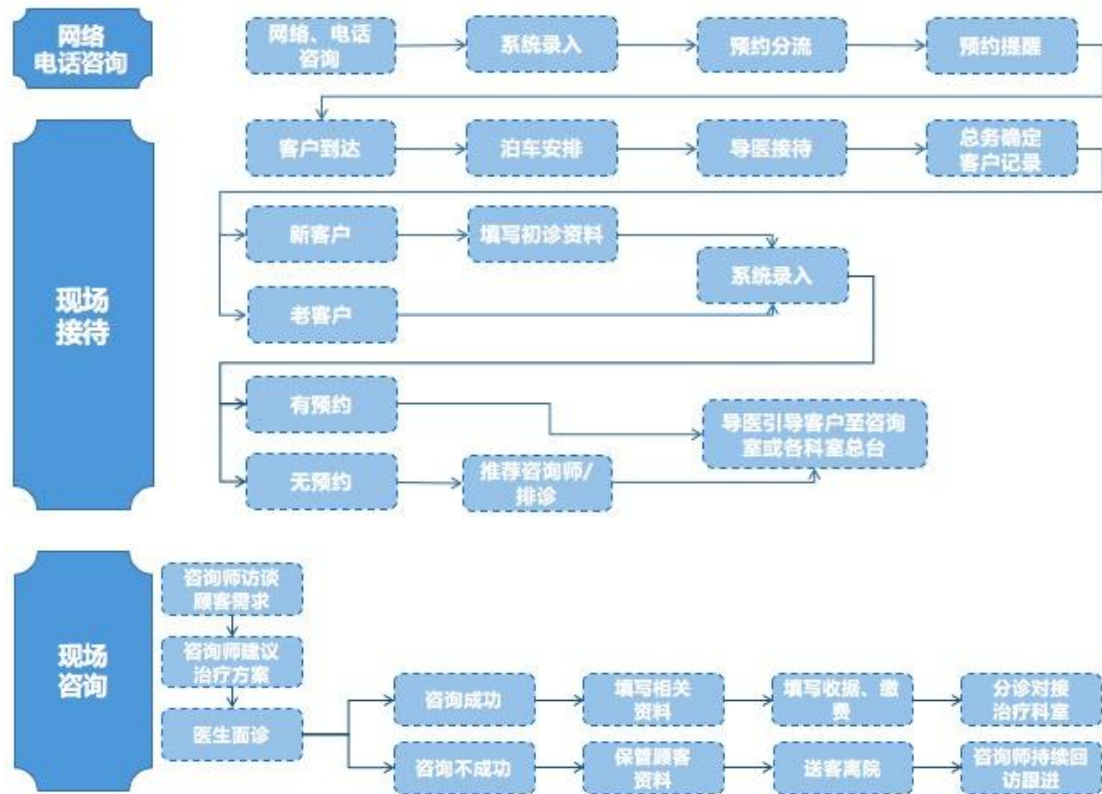 网络
电话咨询
网络、电话
咨询
系统录入
预约分流
预约提醒
现场
接待
客户到达
泊车安排
导医接待
总务确定
客户记录
新客户
填写初诊资料
系统录入
老客户
有预约
导医引导客户至咨询
室或各科室总台
无预约
推荐咨询师/
排诊
现场
咨询
咨询师访谈
顾客需求
咨询师建议
治疗方案
医生面诊
咨询成功
填写相关
资料
填写收据、缴
费
分诊对接
治疗科室
咨询不成功
保管顾客
资料
送客离院
咨询师持续回
访跟进